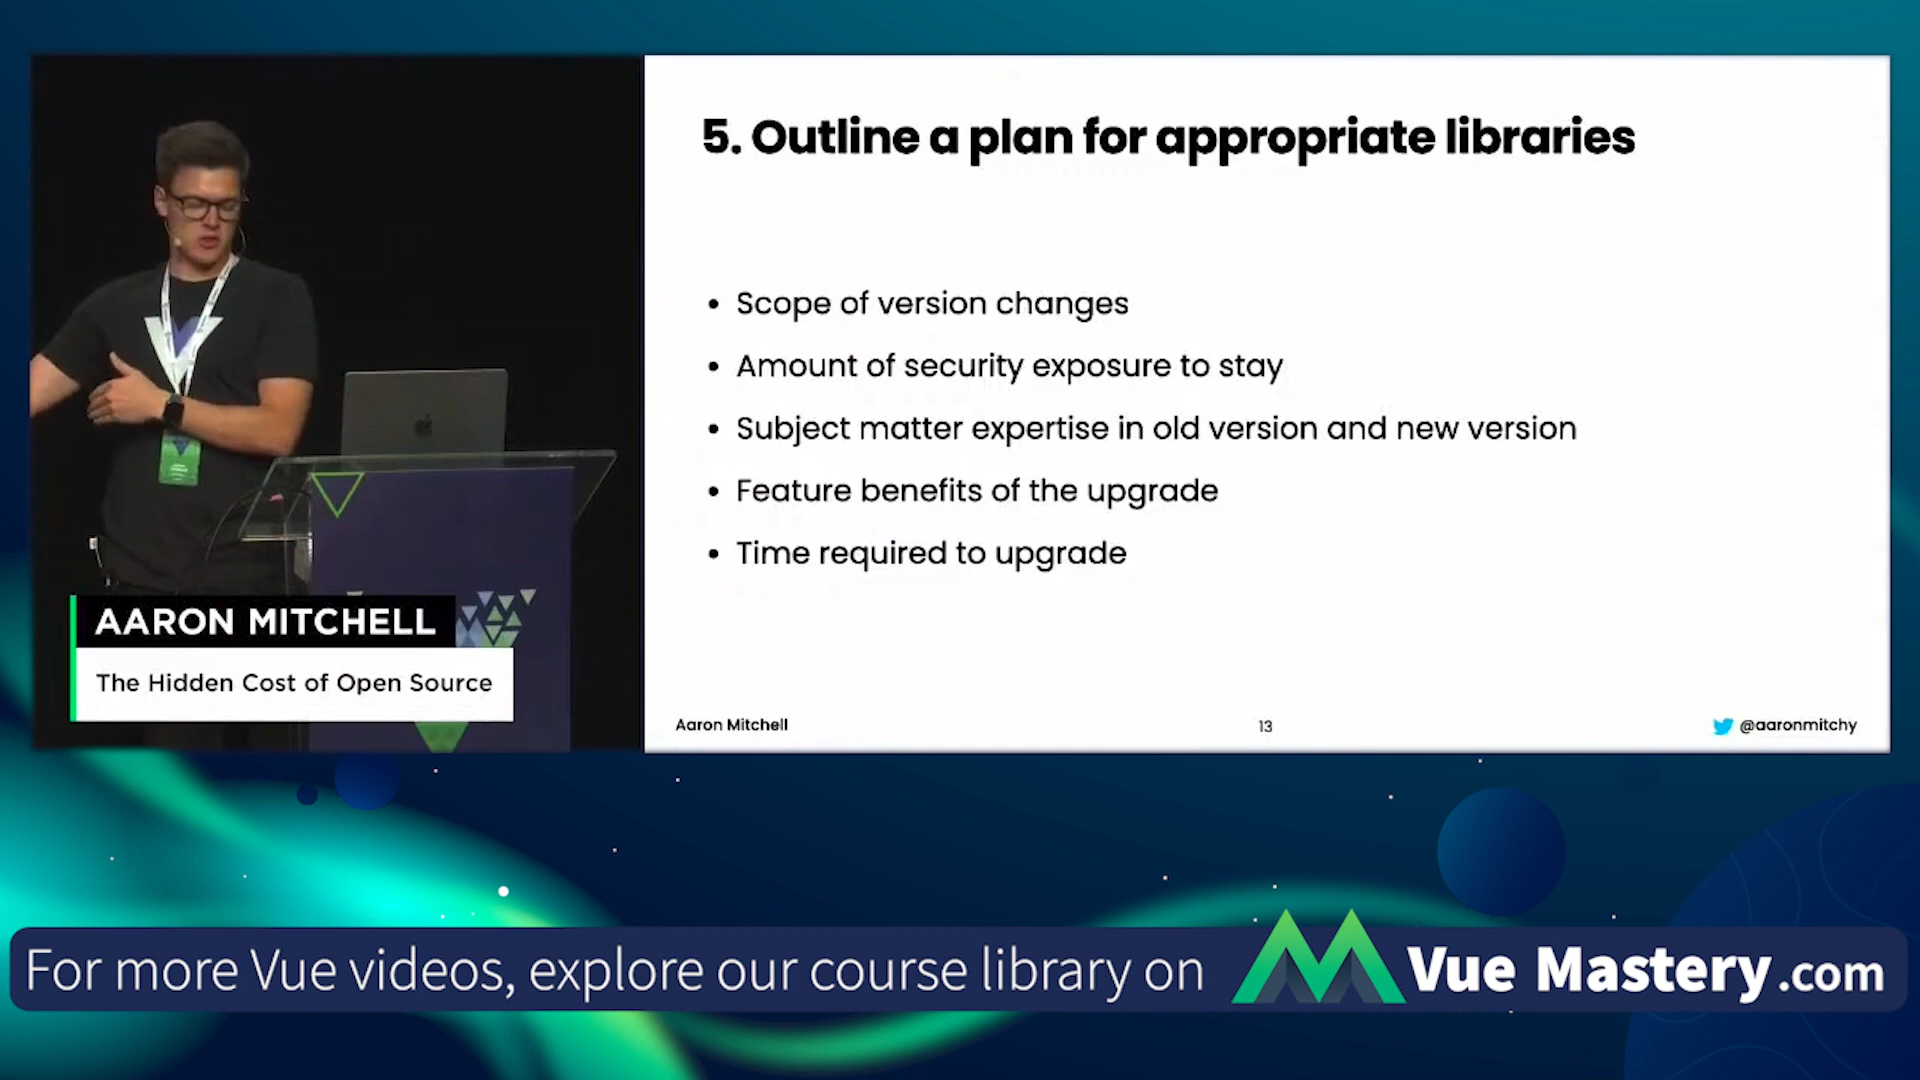 5. Outline a plan for appropriate libraries
• Scope of version changes
• Amount of security exposure to stay
• Subject matter expertise in old version and new version
• Feature benefits of the upgrade
• Time required to upgrade
AARON MITCHELL
The Hidden Cost of Open Source
Aaron Mitchell
13
@aaronmitchy
For more Vue videos, explore our course library on Vue Mastery.com